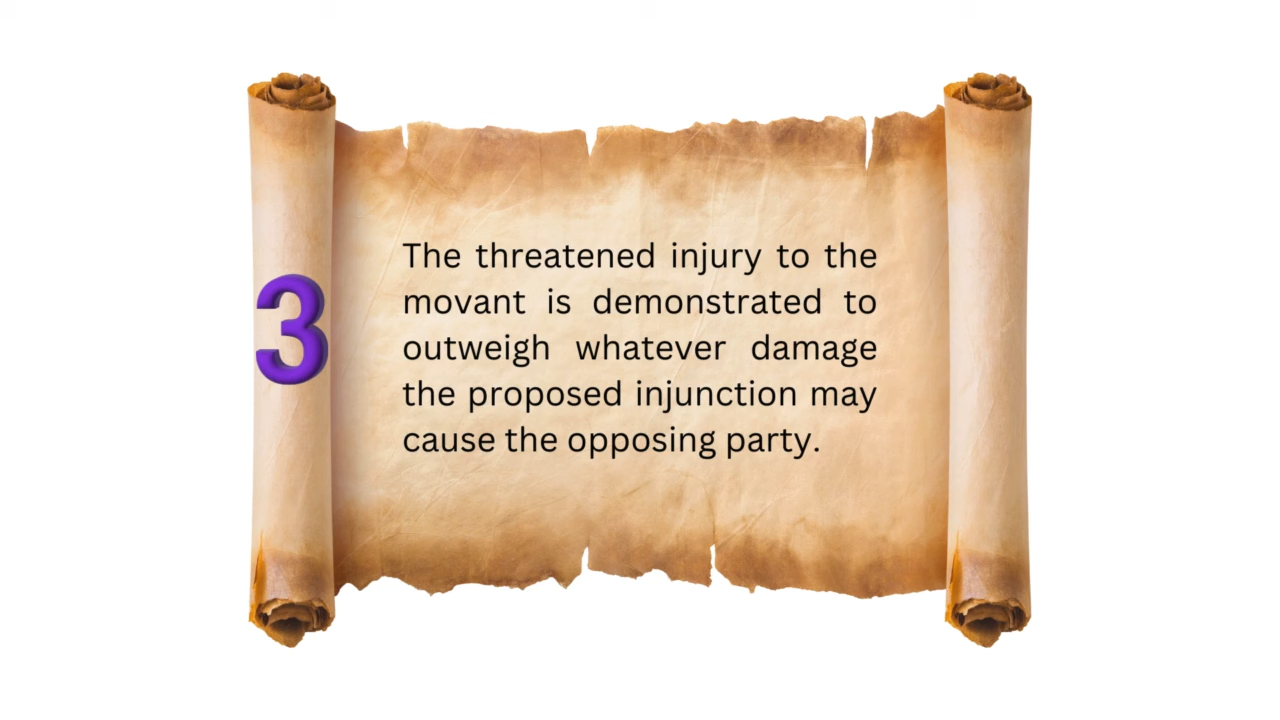 3
The threatened injury to the
movant is demonstrated to
outweigh whatever damage
the proposed injunction may
cause the opposing party.